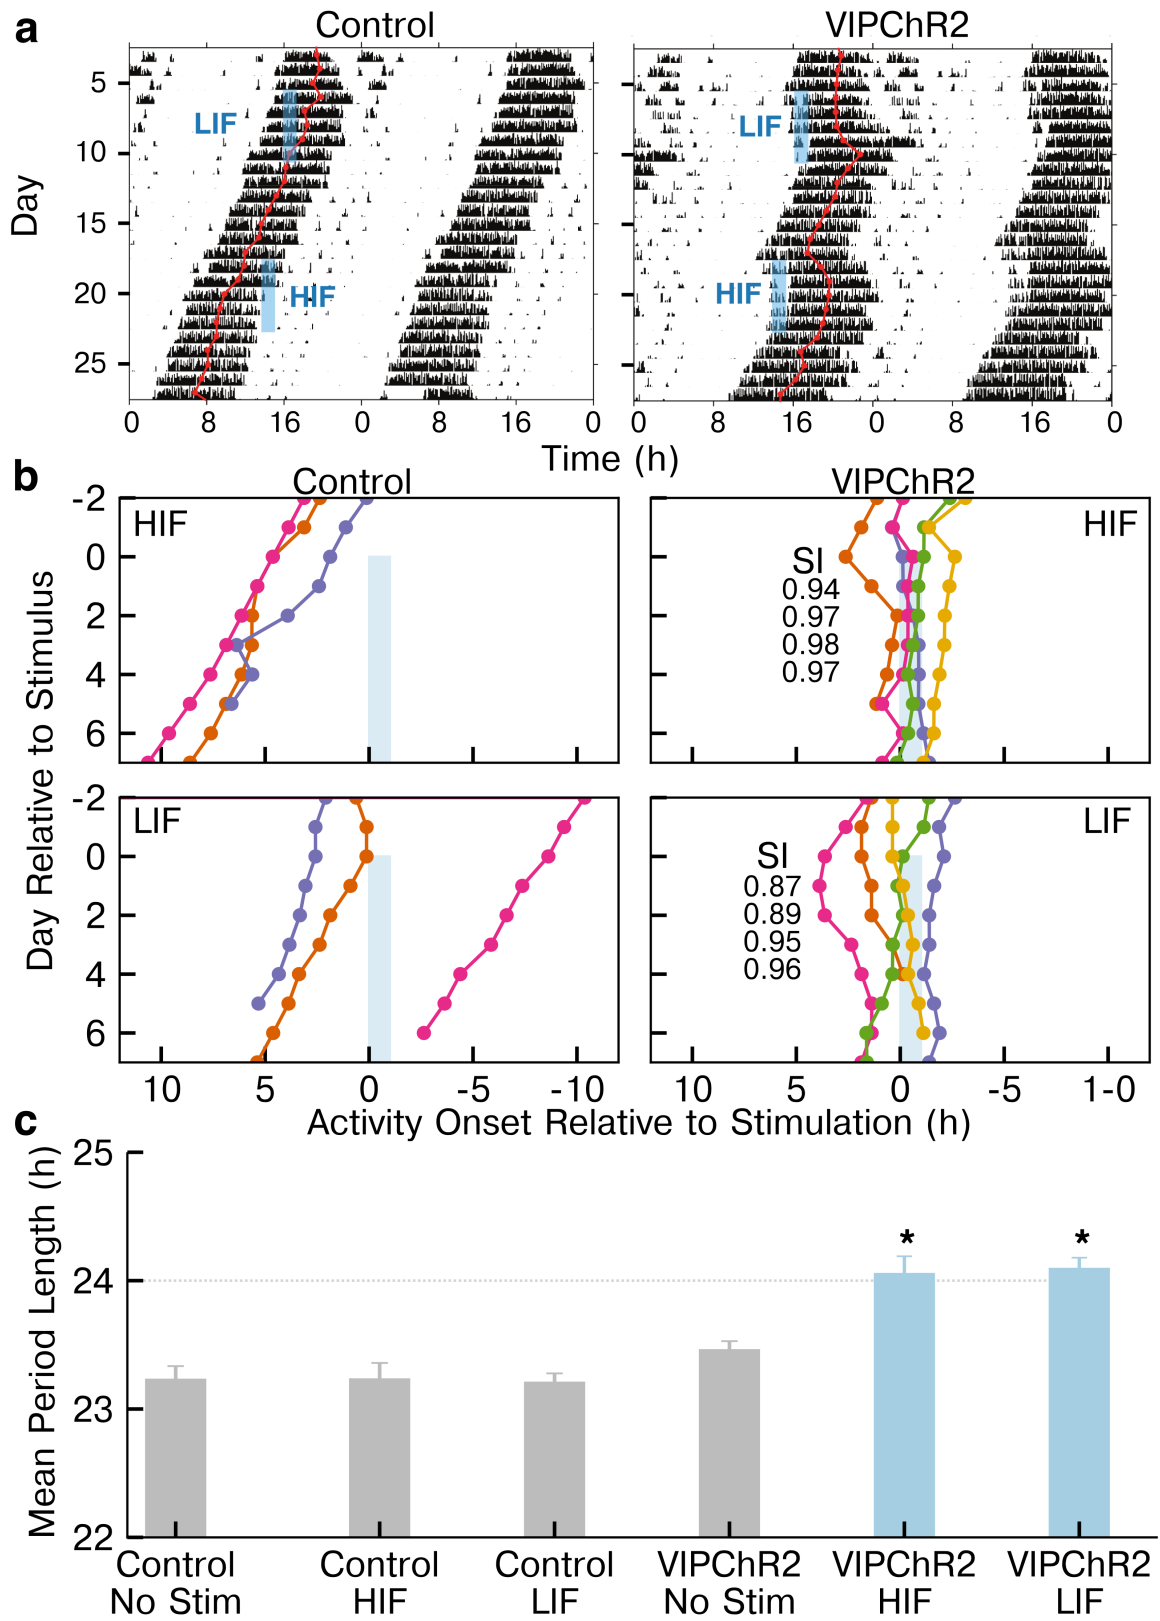 a
Control
VIPChR2
Day
5
10
15
20
25
LIF
HIF
LIF
HIF
0 8 16 0 8 16 0
0 8 16 0 8 16 0
Time (h)
b
Control
VIPChR2
Day Relative to Stimulus
-2
0
2
4
6
HIF
HIF
SI
0.94
0.97
0.98
0.97
-2
0
2
4
6
LIF
LIF
SI
0.87
0.89
0.95
0.96
10 5 0 -5 -10
10 5 0 -5 1-0
Activity Onset Relative to Stimulation (h)
c
Mean Period Length (h)
25
24
23
22
* *
Control No Stim
Control HIF
Control LIF
VIPChR2 No Stim
VIPChR2 HIF
VIPChR2 LIF